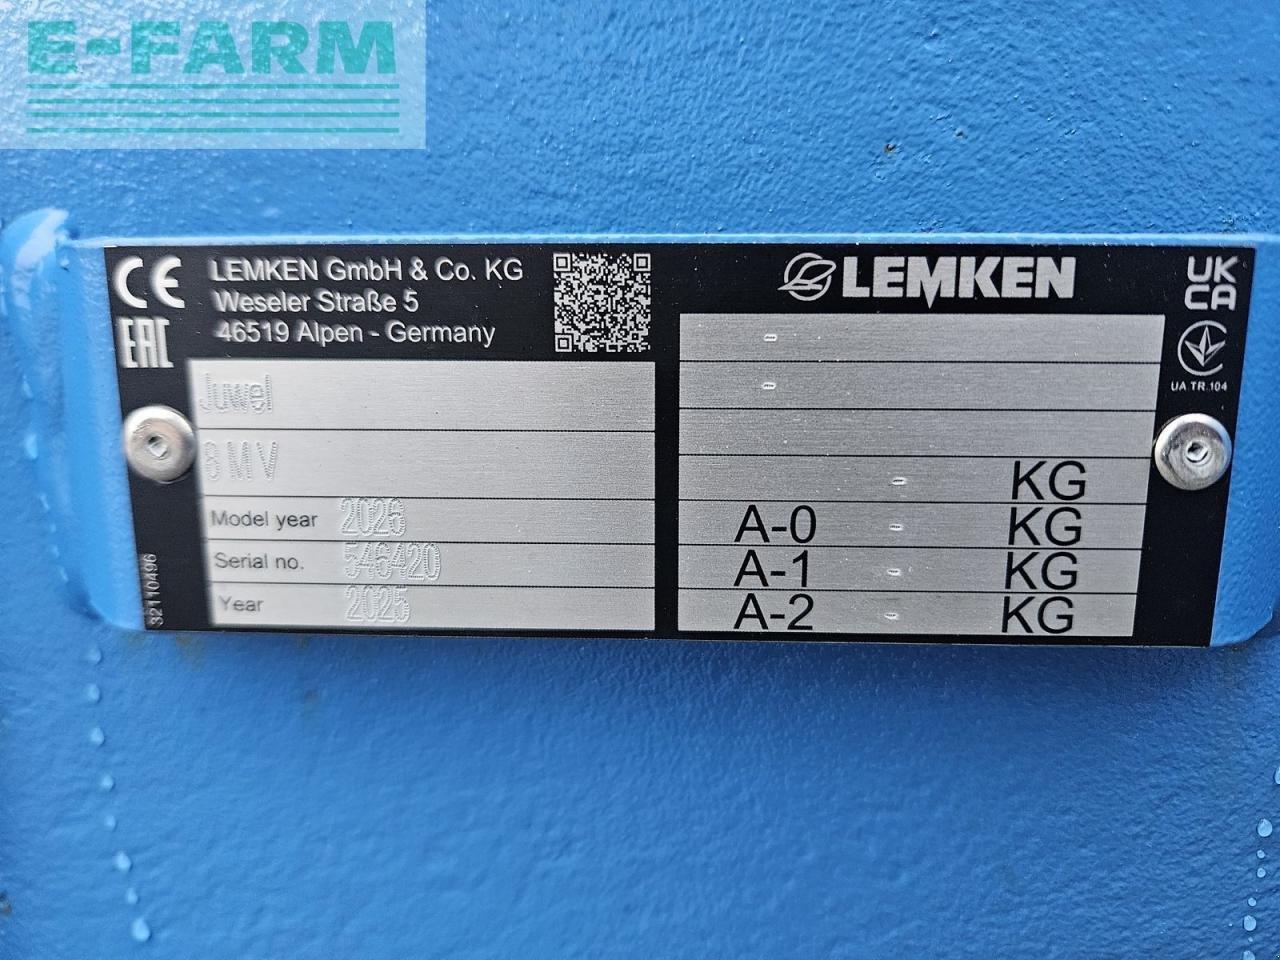 E-FARM
CE LEMKEN GmbH & Co. KG
Weseler Straße 5
EAC 46519 Alpen - Germany
Juwel
8 M V
Model year 2026
Serial no. 546420
Year 2025
32110496
LEMKEN
UK
CA
UA TR.104
-
-
- KG
A-0 - KG
A-1 - KG
A-2 - KG